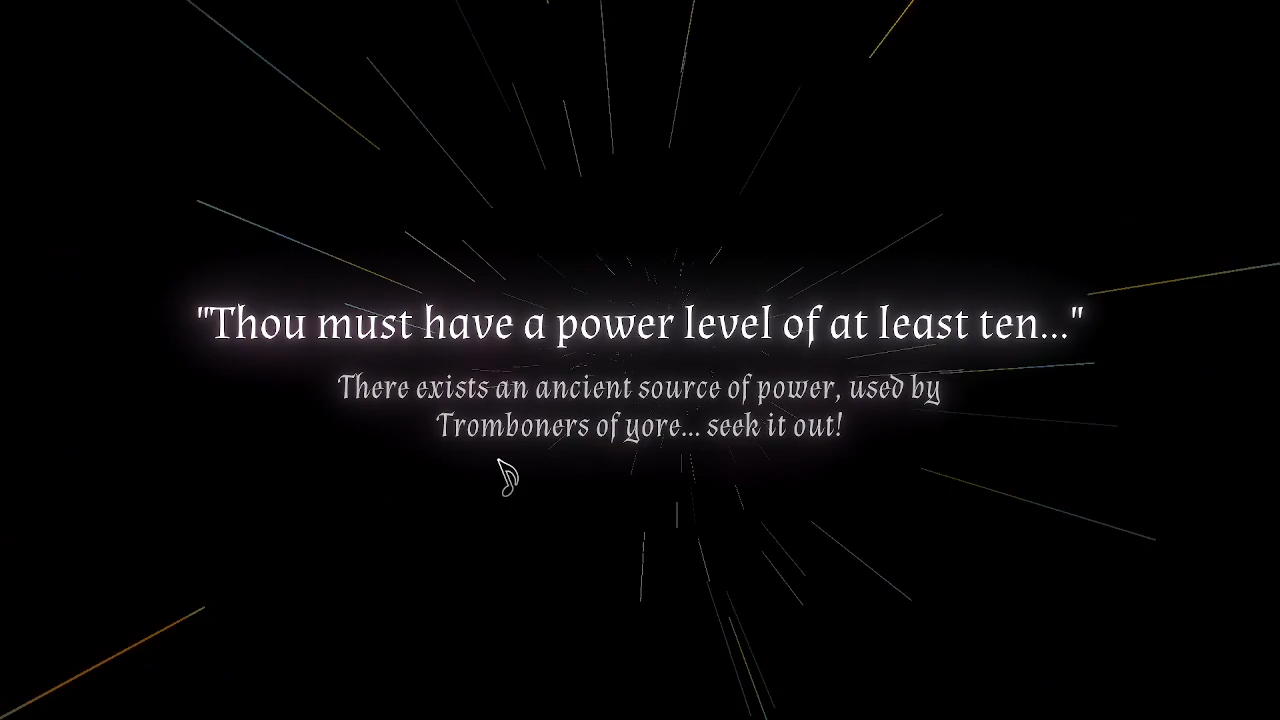 "Thou must have a power level of at least ten..."
There exists an ancient source of power, used by
Tromboners of yore... seek it out!